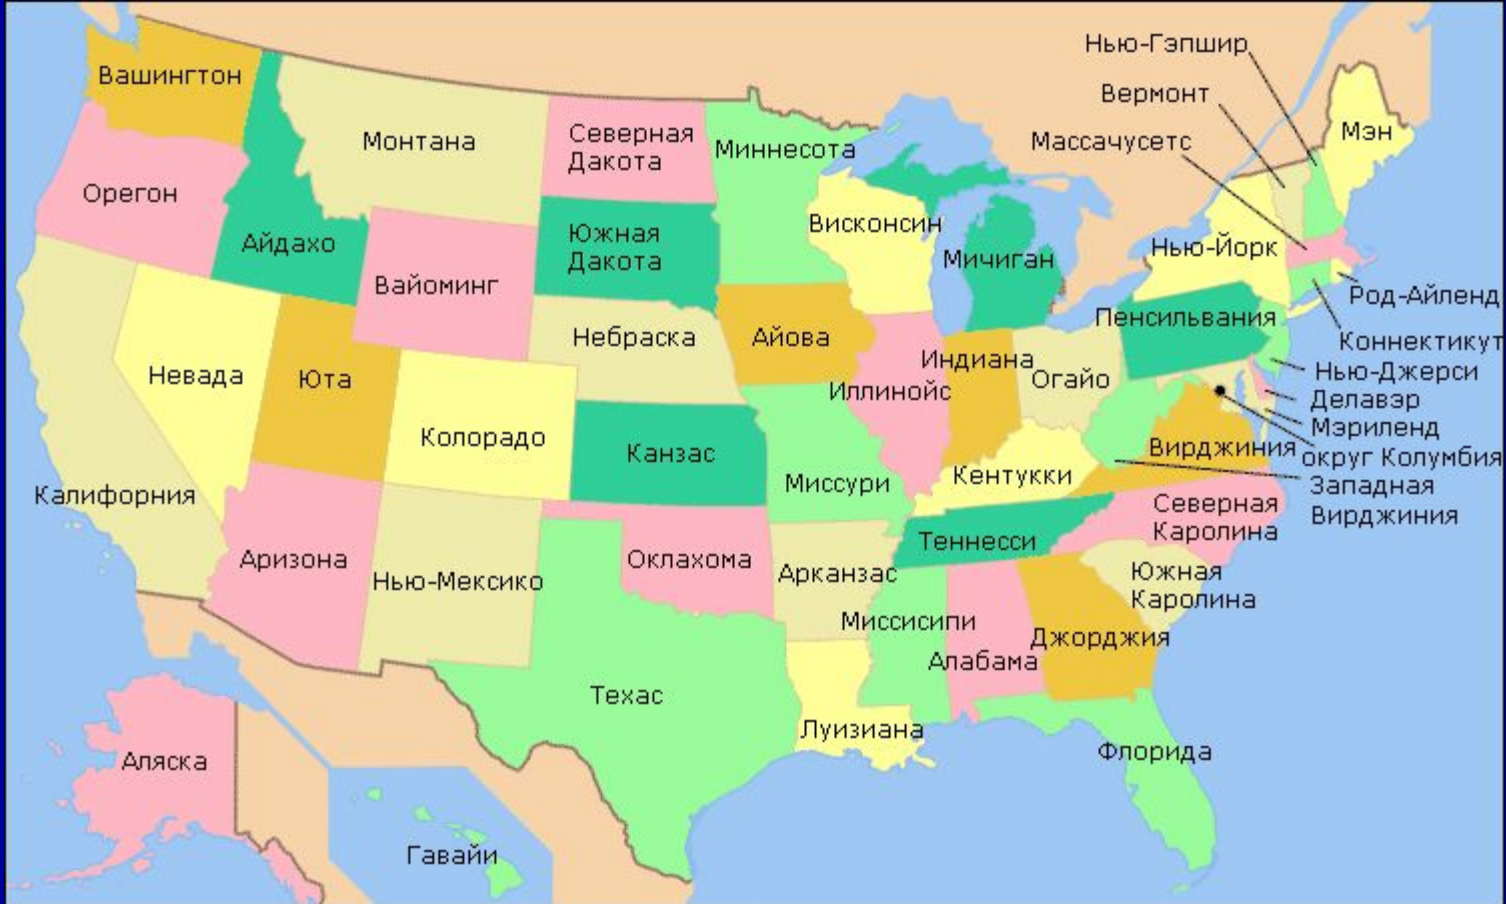 Нью-Гэпшир
Вашингтон
Вермонт
Монтана
Северная
Дакота
Миннесота
Массачусетс
Мэн
Орегон
Айдахо
Южная
Дакота
Висконсин
Мичиган
Нью-Йорк
Вайоминг
Род-Айленд
Небраска
Айова
Пенсильвания
Коннектикут
Невада
Юта
Иллинойс
Индиана
Огайо
Нью-Джерси
Делавэр
Мэриленд
Колорадо
Канзас
Вирджиния
округ Колумбия
Калифорния
Миссури
Кентукки
Западная
Вирджиния
Северная
Каролина
Аризона
Нью-Мексико
Оклахома
Арканзас
Теннесси
Южная
Каролина
Миссисипи
Алабама
Джорджия
Техас
Луизиана
Флорида
Аляска
Гавайи